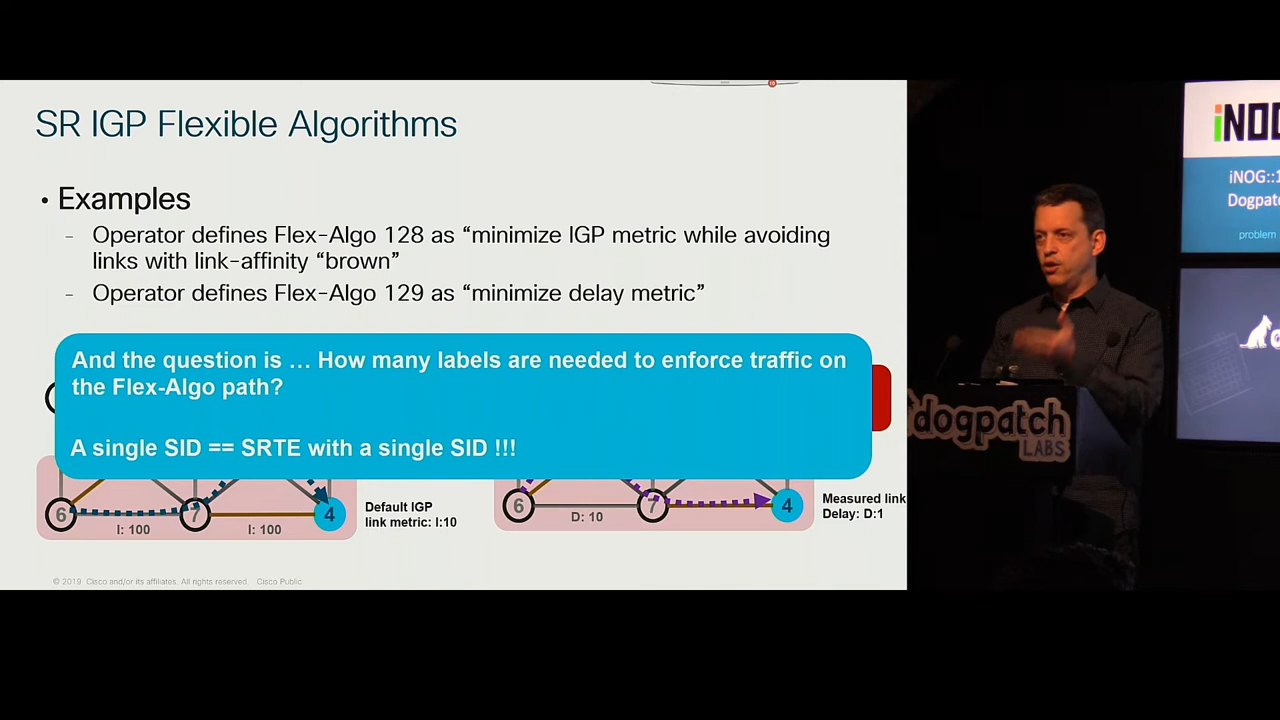 SR IGP Flexible Algorithms
• Examples
– Operator defines Flex-Algo 128 as “minimize IGP metric while avoiding
links with link-affinity “brown”
– Operator defines Flex-Algo 129 as “minimize delay metric”
And the question is … How many labels are needed to enforce traffic on
the Flex-Algo path?
A single SID == SRTE with a single SID !!!
6
7
4
I: 100
I: 100
Default IGP
link metric: I:10
6
7
4
D: 10
Measured link
Delay: D:1
© 2019 Cisco and/or its affiliates. All rights reserved. Cisco Public
iNOG::1
problem
dogpatch
LABS